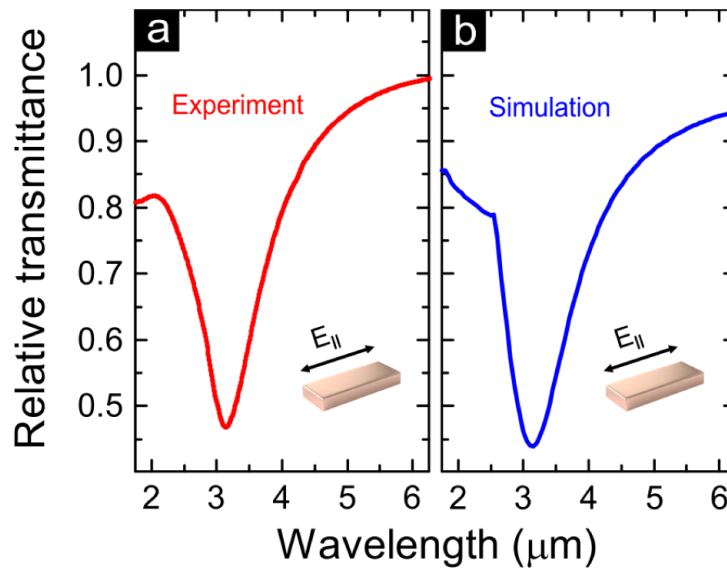 a
b
Relative transmittance
1.0
0.9
0.8
0.7
0.6
0.5
Experiment
Simulation
E||
E||
2 3 4 5 6
2 3 4 5 6
Wavelength (μm)